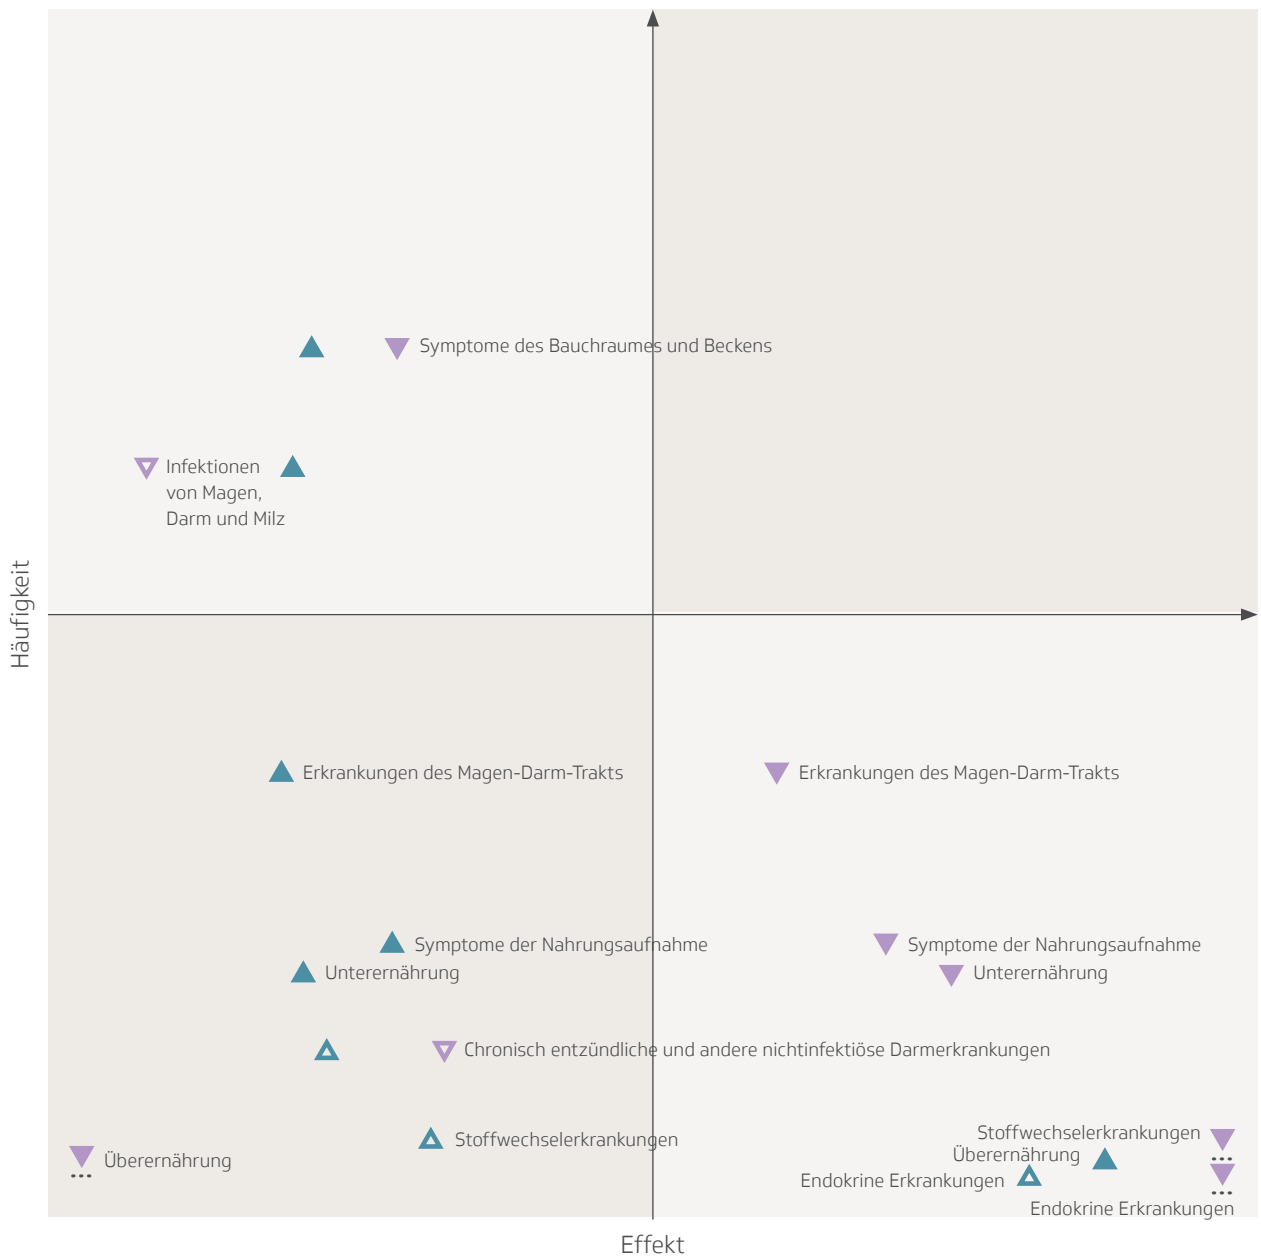 Symptome des Bauchraumes und Beckens
Infektionen
von Magen,
Darm und Milz
Häufigkeit
Erkrankungen des Magen-Darm-Trakts
Erkrankungen des Magen-Darm-Trakts
Symptome der Nahrungsaufnahme
Symptome der Nahrungsaufnahme
Unterernährung
Unterernährung
Chronisch entzündliche und andere nichtinfektiöse Darmerkrankungen
Stoffwechselerkrankungen
Stoffwechselerkrankungen
Überernährung
Überernährung
Endokrine Erkrankungen
Endokrine Erkrankungen
Effekt